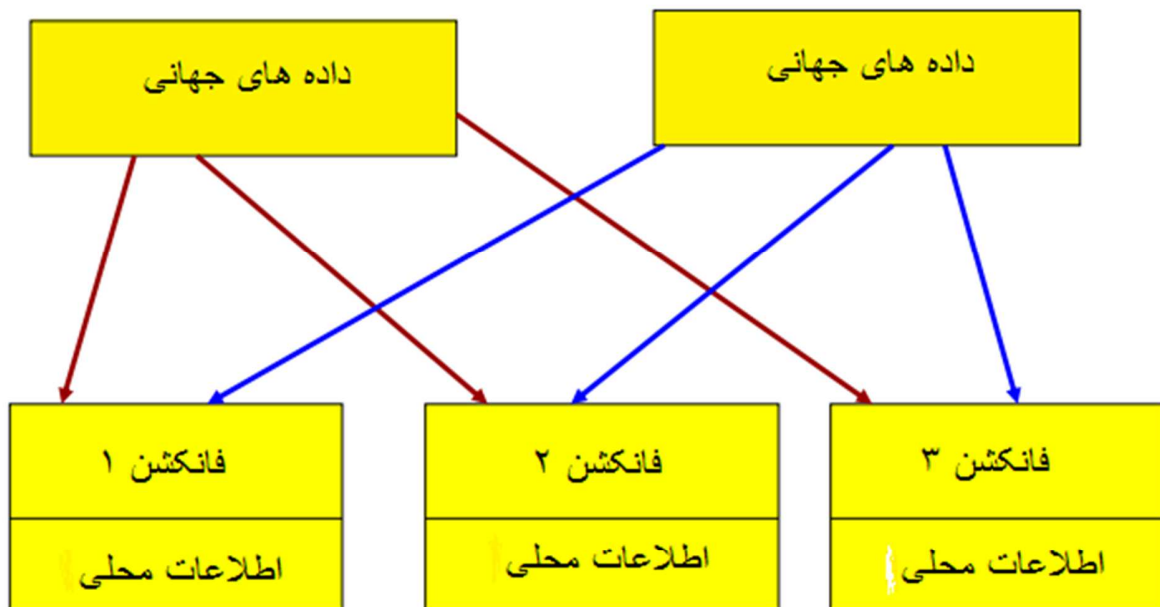 داده های جهانی
داده های جهانی
فانکشن ۱
اطلاعات محلی
فانکشن ۲
اطلاعات محلی
فانکشن ۳
اطلاعات محلی